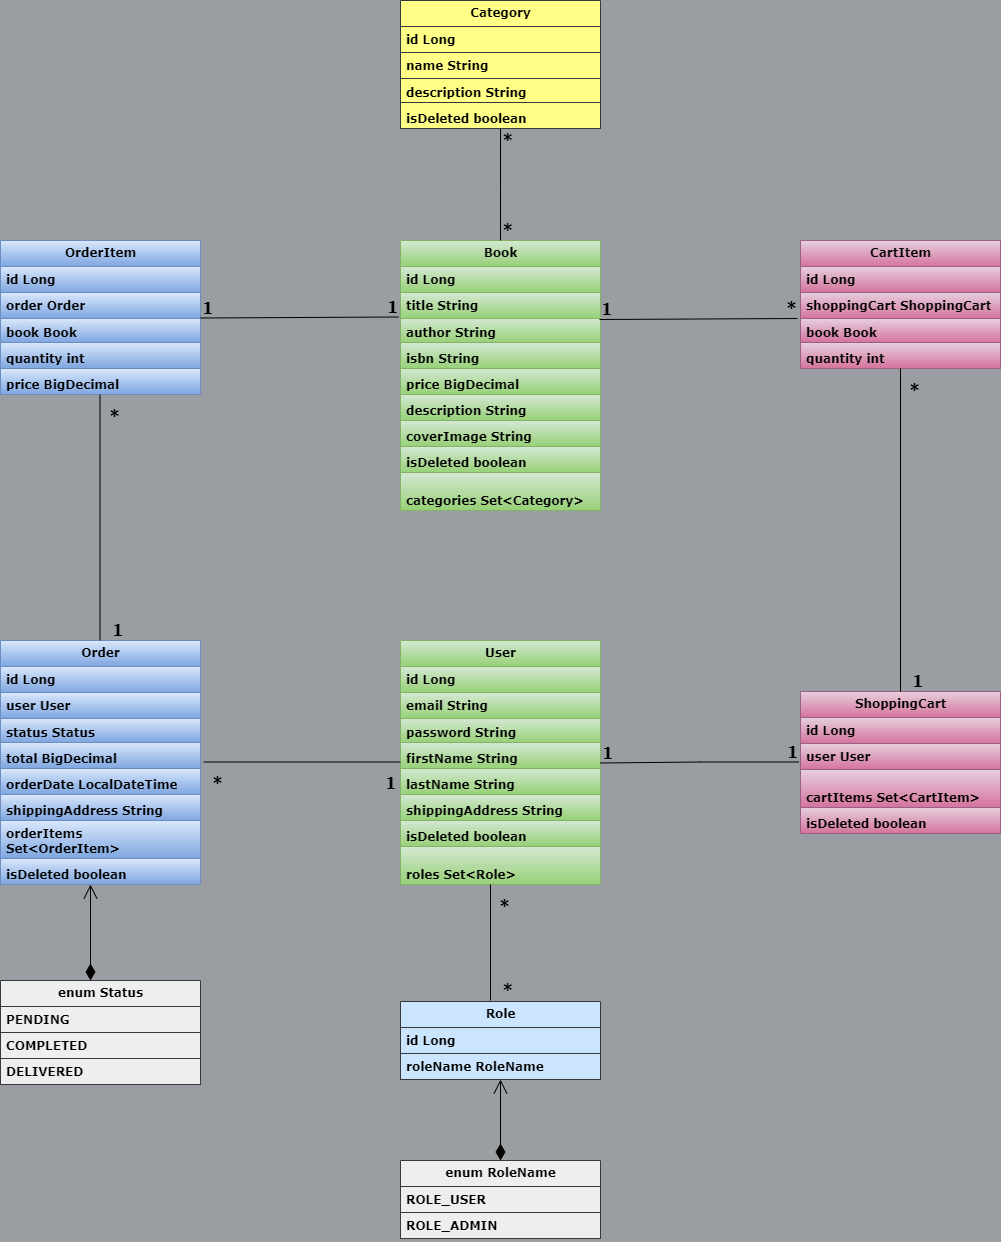 Category
id Long
name String
description String
isDeleted boolean
*
*
OrderItem
id Long
order Order
book Book
quantity int
price BigDecimal
1
1
Book
id Long
title String
author String
isbn String
price BigDecimal
description String
coverImage String
isDeleted boolean
categories Set<Category>
1
*
CartItem
id Long
shoppingCart ShoppingCart
book Book
quantity int
*
1
*
1
Order
id Long
user User
status Status
total BigDecimal
orderDate LocalDateTime
shippingAddress String
orderItems
Set<OrderItem>
isDeleted boolean
*
1
User
id Long
email String
password String
firstName String
lastName String
shippingAddress String
isDeleted boolean
roles Set<Role>
1
1
ShoppingCart
id Long
user User
cartItems Set<CartItem>
isDeleted boolean
*
*
enum Status
PENDING
COMPLETED
DELIVERED
Role
id Long
roleName RoleName
enum RoleName
ROLE_USER
ROLE_ADMIN